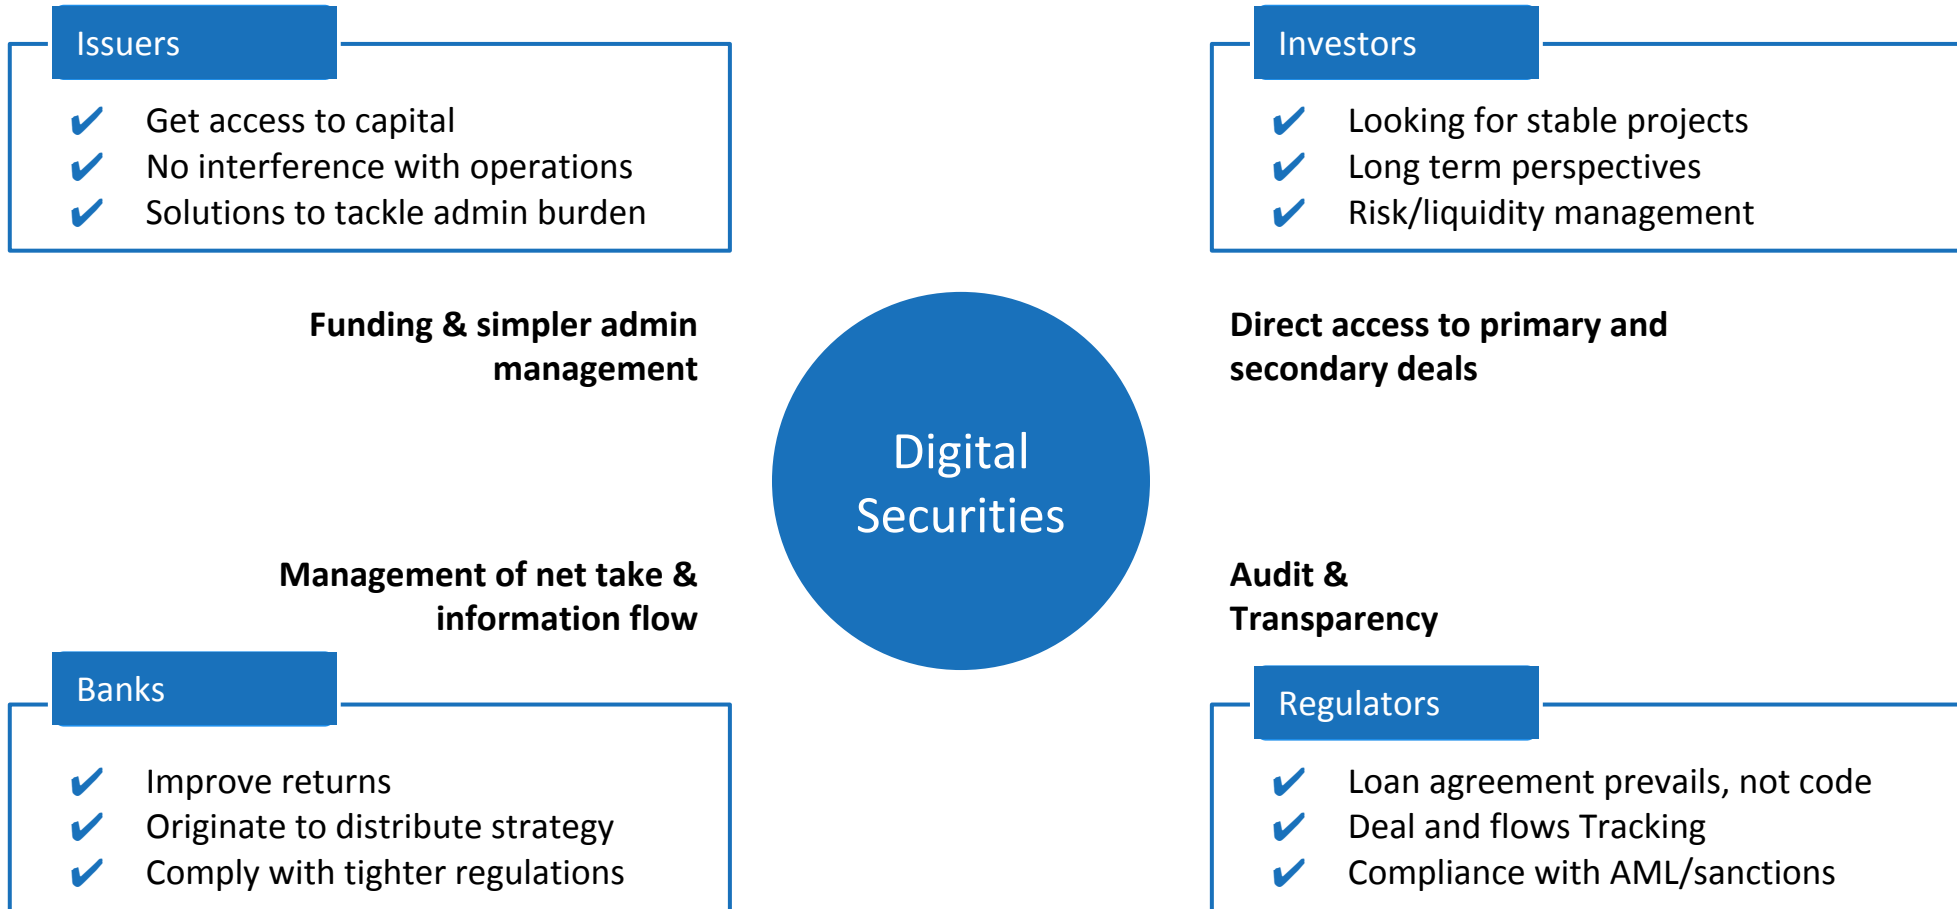 Issuers
✔ Get access to capital
✔ No interference with operations
✔ Solutions to tackle admin burden
Investors
✔ Looking for stable projects
✔ Long term perspectives
✔ Risk/liquidity management
Funding & simpler admin
management
Direct access to primary and
secondary deals
Digital
Securities
Management of net take &
information flow
Audit &
Transparency
Banks
✔ Improve returns
✔ Originate to distribute strategy
✔ Comply with tighter regulations
Regulators
✔ Loan agreement prevails, not code
✔ Deal and flows Tracking
✔ Compliance with AML/sanctions